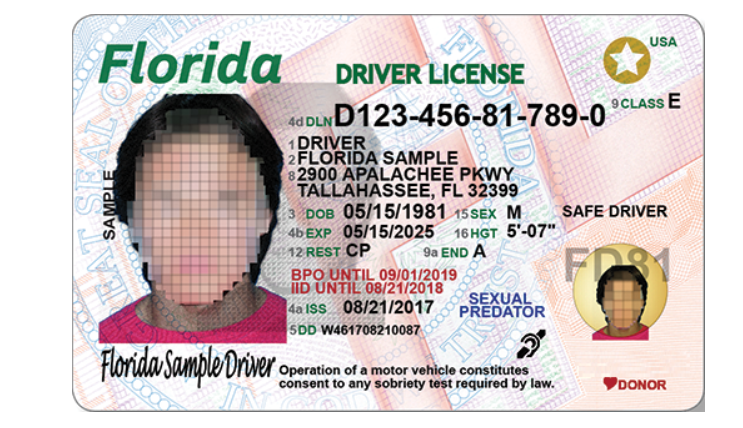 Florida
DRIVER LICENSE
USA
4d DLN D123-456-81-789-0
9 CLASS E
1 DRIVER
2 FLORIDA SAMPLE
8 2900 APALACHEE PKWY
TALLAHASSEE, FL 32399
SAMPLE
3 DOB 05/15/1981 15 SEX M
SAFE DRIVER
4b EXP 05/15/2025 16 HGT 5'-07"
12 REST CP 9a END A
BPO UNTIL 09/01/2019
IID UNTIL 08/21/2018
4a ISS 08/21/2017
SEXUAL
PREDATOR
5 DD W461708210087
FD81
Florida Sample Driver
Operation of a motor vehicle constitutes
consent to any sobriety test required by law.
DONOR